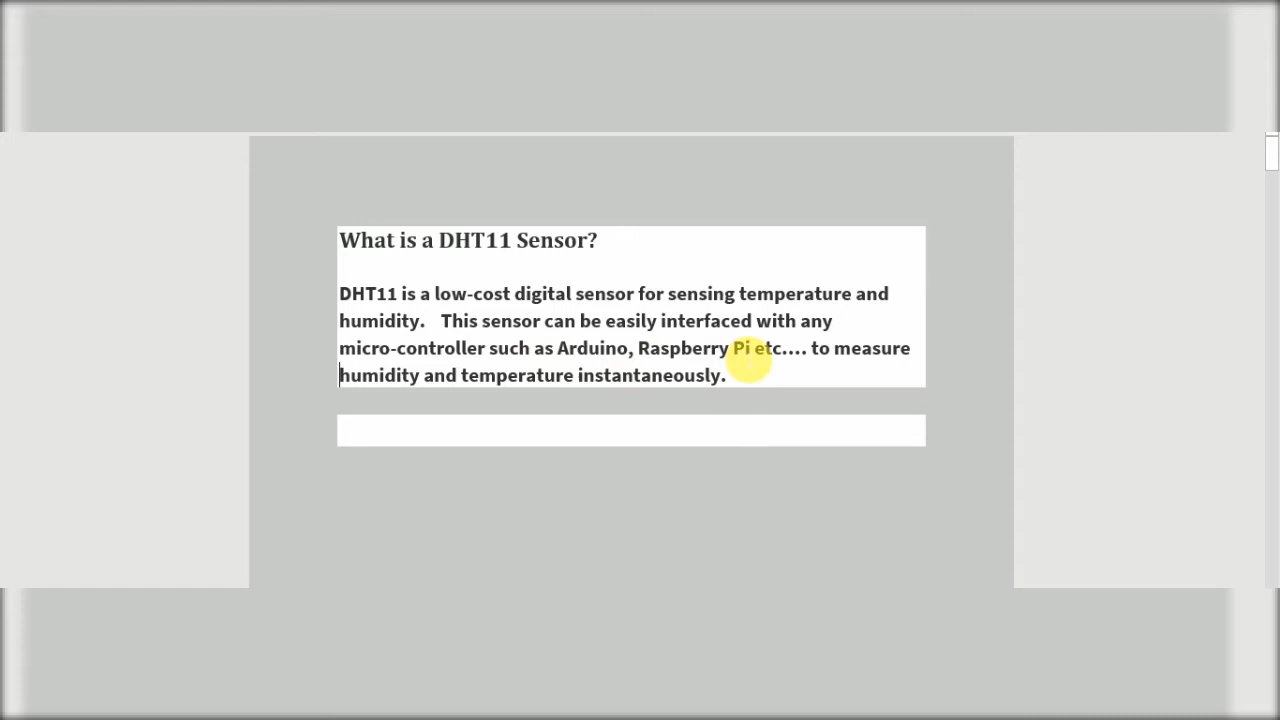 What is a DHT11 Sensor?
DHT11 is a low-cost digital sensor for sensing temperature and
humidity.   This sensor can be easily interfaced with any
micro-controller such as Arduino, Raspberry Pi etc.... to measure
humidity and temperature instantaneously.